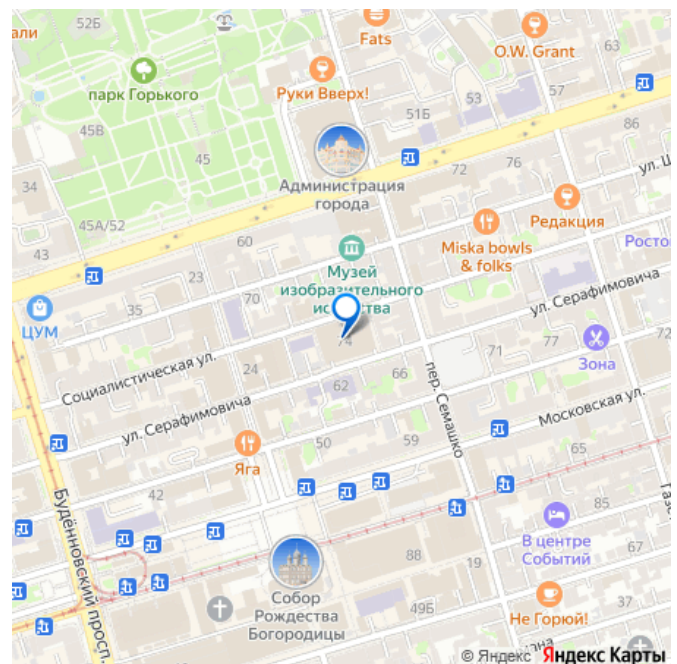 52Б
али
Fats
O.W. Grant
63
парк Горького
Руки Вверх!
53
51Б
45В
45
86
72
76
34
Администрация
города
ул. Ш
Редакция
45А/52
Miska bowls
& folks
43
60
Росто
23
Музей
изобразительного
искусства
ул. Серафимовича
35
70
ЦУМ
74
72
77
71
Зона
Социалистическая ул.
24
66
62
пер. Семашко
ул. Серафимовича
Московская ул.
59
50
Яга
65
42
85
Газе
Будённовский просп.
В центре
Событий
67
88
19
Собор
Рождества
Богородицы
49Б
Не Горюй!
37
ана
© Яндекс Яндекс Карты